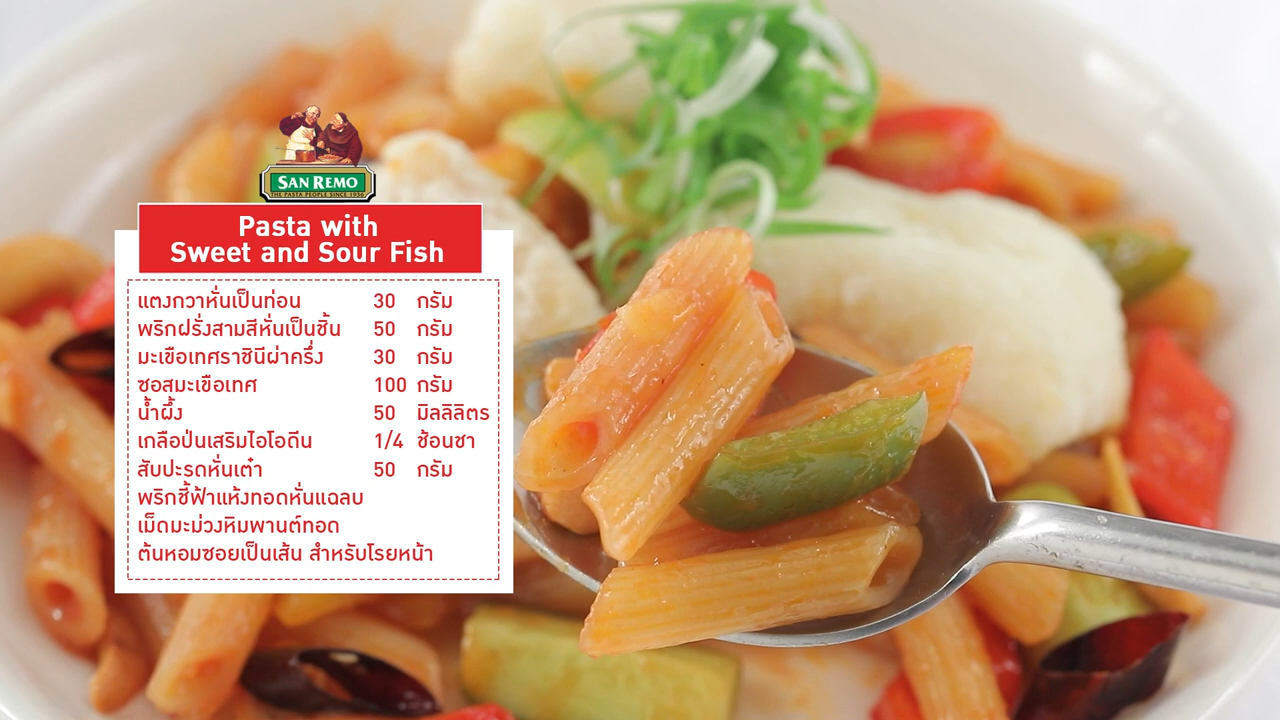 SAN REMO
THE PASTA PEOPLE SINCE 1936
Pasta with
Sweet and Sour Fish
แตงกวาหั่นเป็นท่อน 30 กรัม
พริกฝรั่งสามสีหั่นเป็นชิ้น 50 กรัม
มะเขือเทศราชินีผ่าครึ่ง 30 กรัม
ซอสมะเขือเทศ 100 กรัม
น้ำผึ้ง 50 มิลลิลิตร
เกลือป่นเสริมไอโอดีน 1/4 ช้อนชา
สับปะรดหั่นเต๋า 50 กรัม
พริกชี้ฟ้าแห้งทอดหั่นแฉลบ
เม็ดมะม่วงหิมพานต์ทอด
ต้นหอมซอยเป็นเส้น สำหรับโรยหน้า